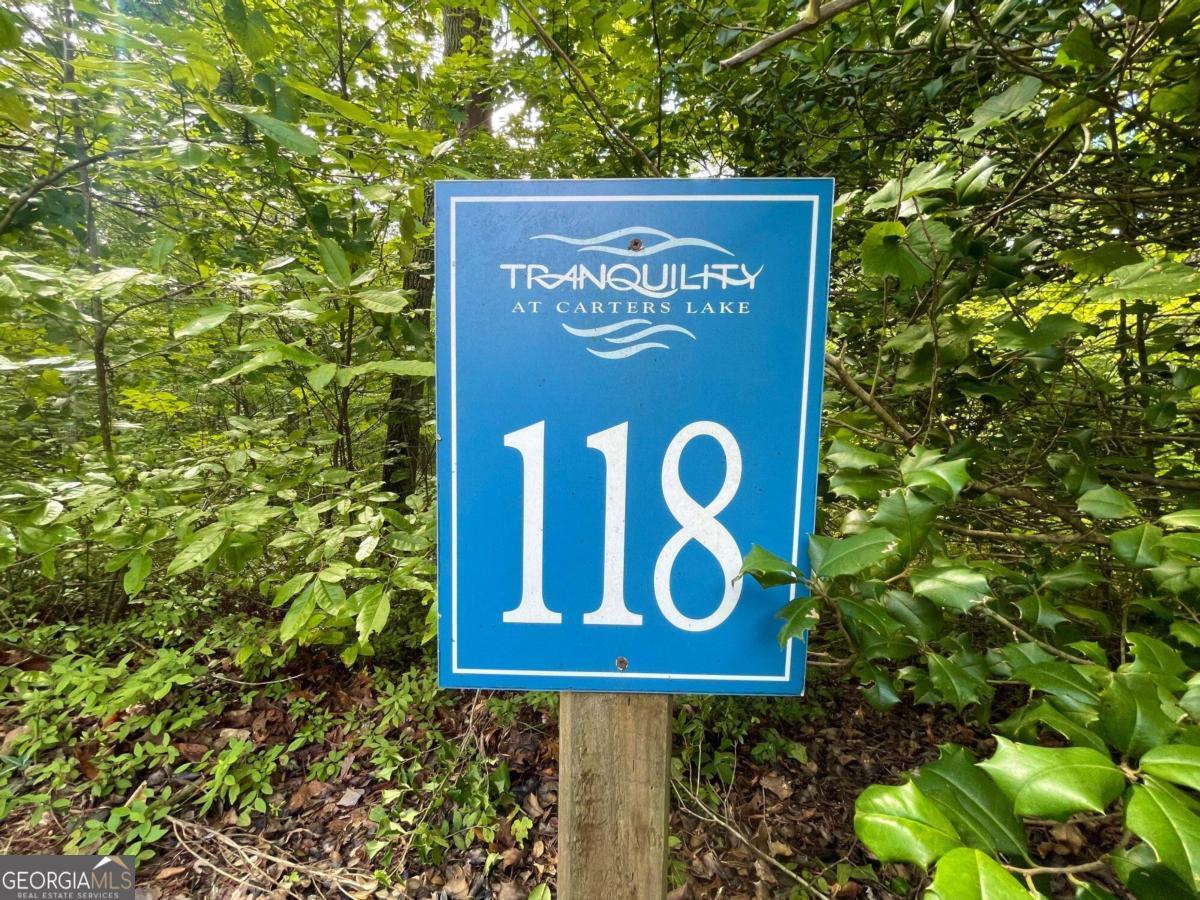 TRANQUILITY
AT CARTERS LAKE
118
GEORGIAMLS
REAL ESTATE SERVICES